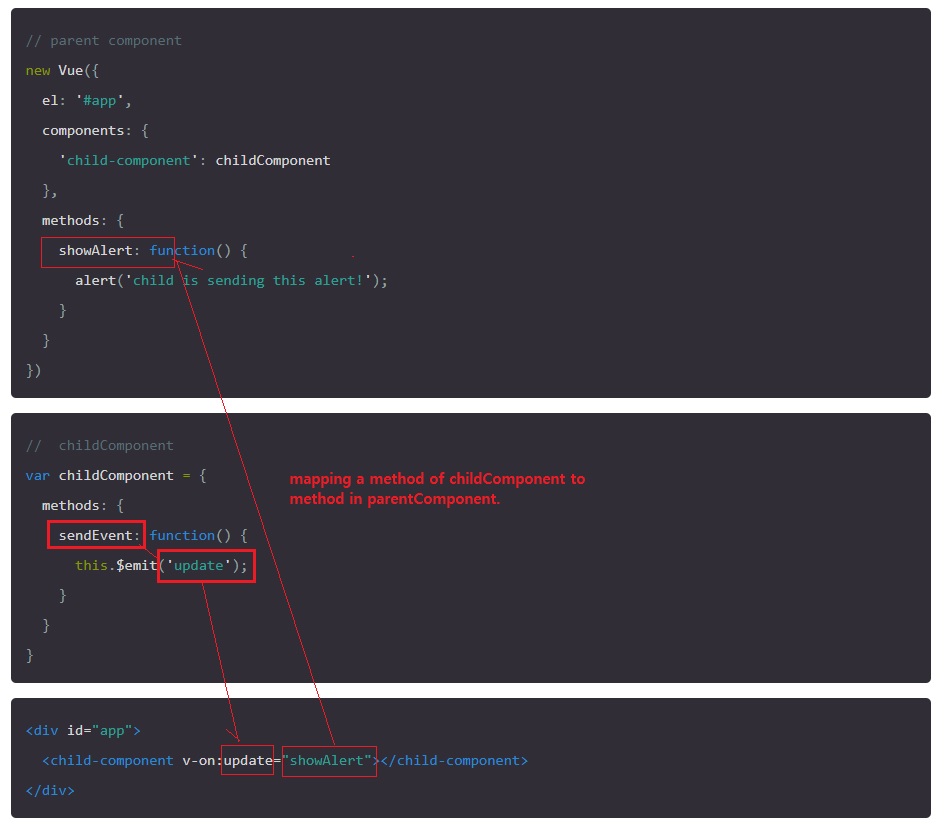 // parent component
new Vue({
  el: '#app',
  components: {
    'child-component': childComponent
  },
  methods: {
    showAlert: function() {
      alert('child is sending this alert!');
    }
  }
})
//  childComponent
var childComponent = {
  methods: {
    sendEvent: function() {
      this.$emit('update');
    }
  }
}
mapping a method of childComponent to
method in parentComponent.
<div id="app">
  <child-component v-on:update="showAlert"></child-component>
</div>